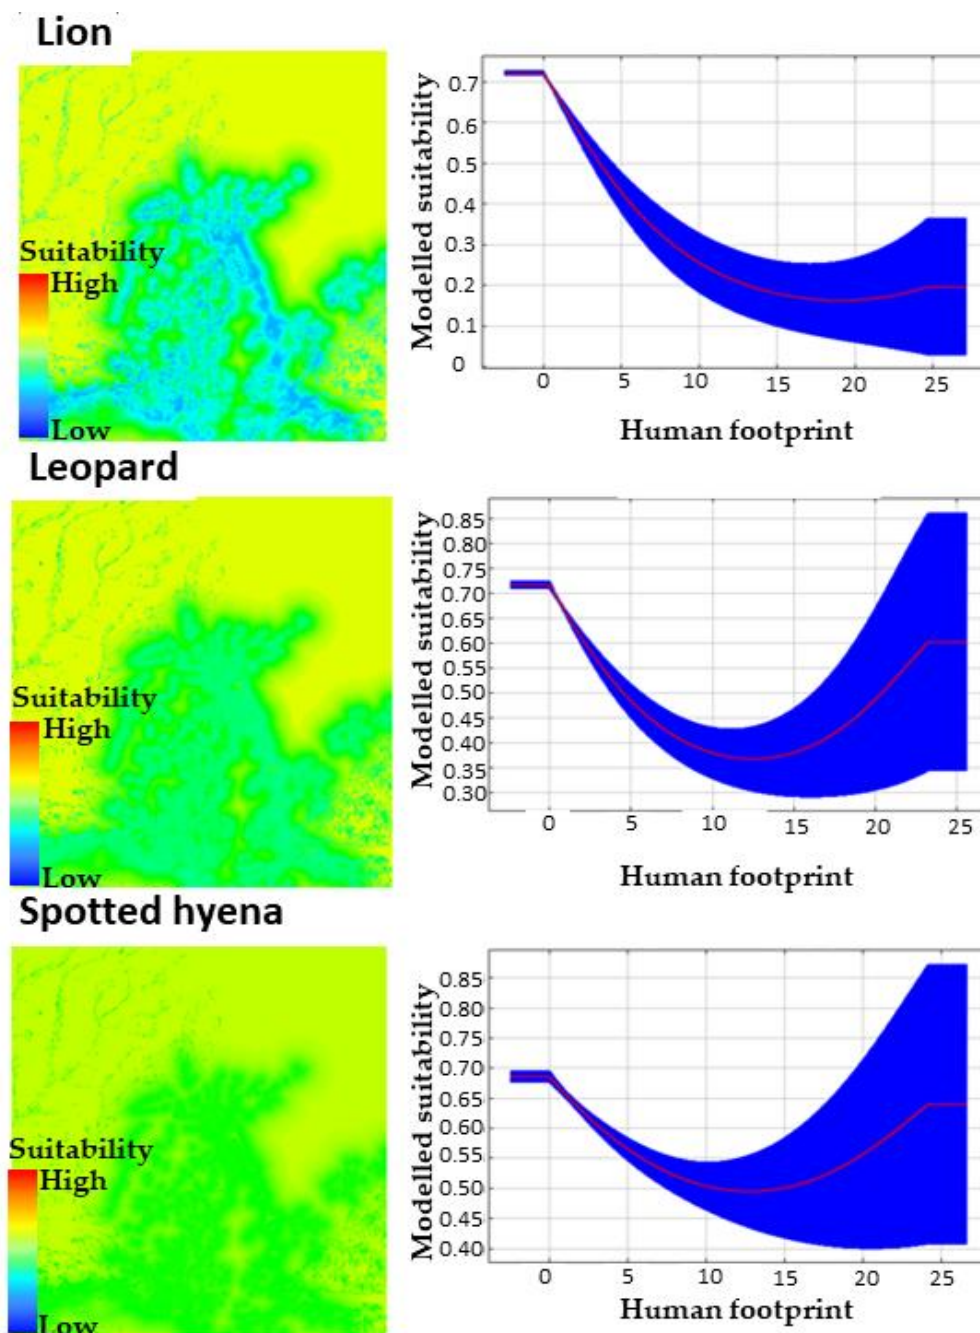 Lion
Suitability
High
Low
Modelled suitability
0.7
0.6
0.5
0.4
0.3
0.2
0.1
0
0 5 10 15 20 25
Human footprint
Leopard
Suitability
High
Low
Modelled suitability
0.85
0.80
0.75
0.70
0.65
0.60
0.55
0.50
0.45
0.40
0.35
0.30
0 5 10 15 20 25
Human footprint
Spotted hyena
Suitability
High
Low
Modelled suitability
0.85
0.80
0.70
0.65
0.60
0.55
0.50
0.45
0.40
0 5 10 15 20 25
Human footprint